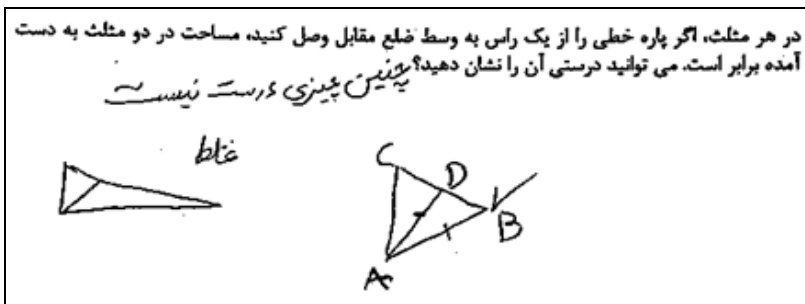 در هر مثلث، اگر پاره خطی را از یک راس به وسط ضلع مقابل وصل کنید، مساحت در دو مثلث به دست
آمده برابر است. می توانید درستی آن را نشان دهید؟
چنین چیزی درست نیست
غلط
C
D
B
A